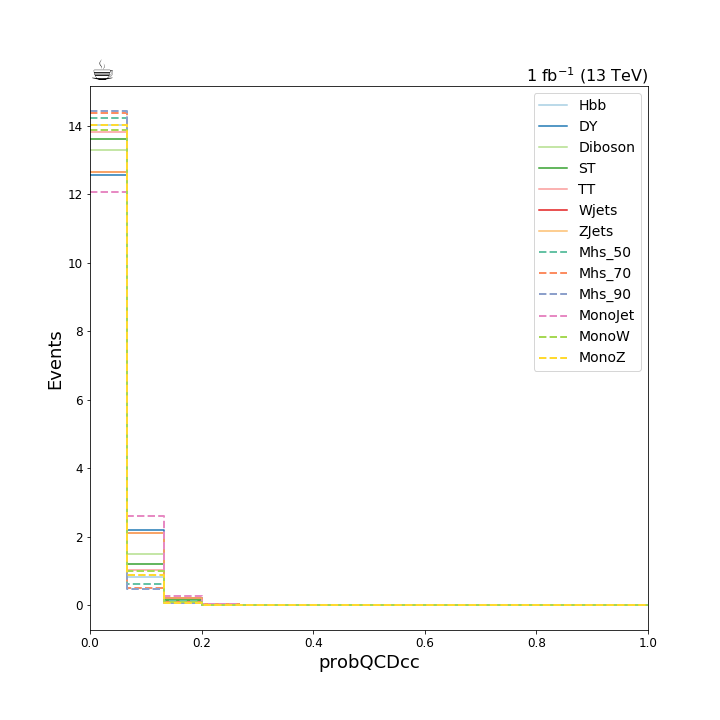 ☕ 1 fb⁻¹ (13 TeV)
Hbb
DY
Diboson
ST
TT
Wjets
ZJets
Mhs_50
Mhs_70
Mhs_90
MonoJet
MonoW
MonoZ
Events
14
12
10
8
6
4
2
0
0.0 0.2 0.4 0.6 0.8 1.0
probQCDcc